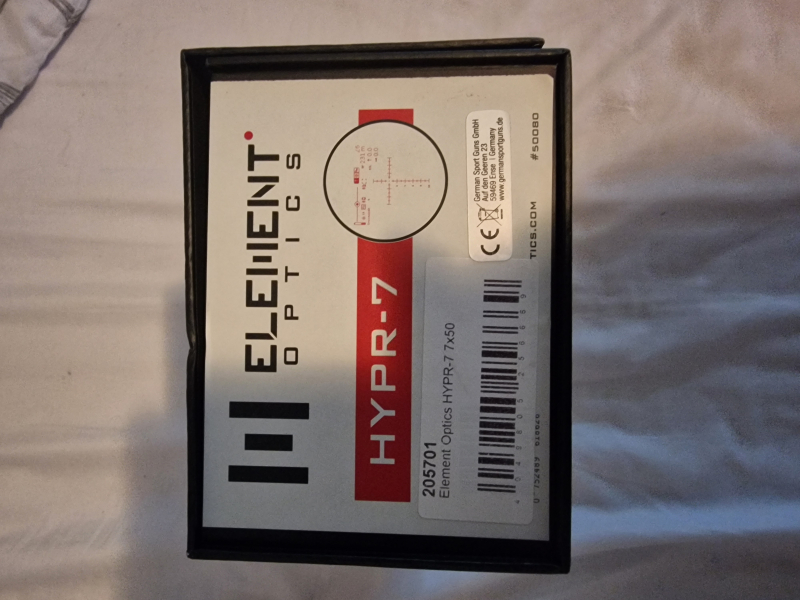 ELEMENT
OPTICS
HYPR-7
205701
Element Optics HYPR-7 7x50
CE
German Sport Guns GmbH
Auf den Geeren 23
59469 Ense | Germany
www.germansportguns.de
TICS.COM
#50080